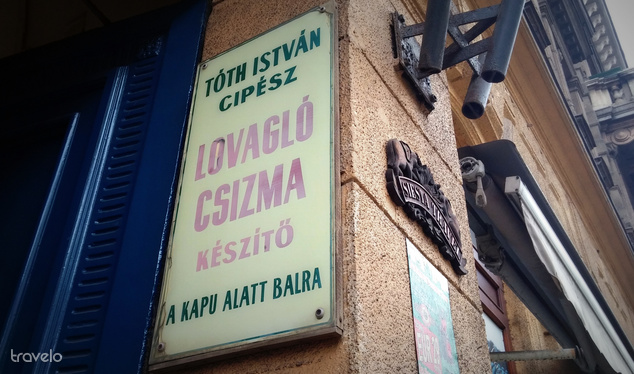 TÓTH ISTVÁN
CIPÉSZ
LOVAGLÓ
CSIZMA
KÉSZÍTŐ
A KAPU ALATT BALRA
travelo